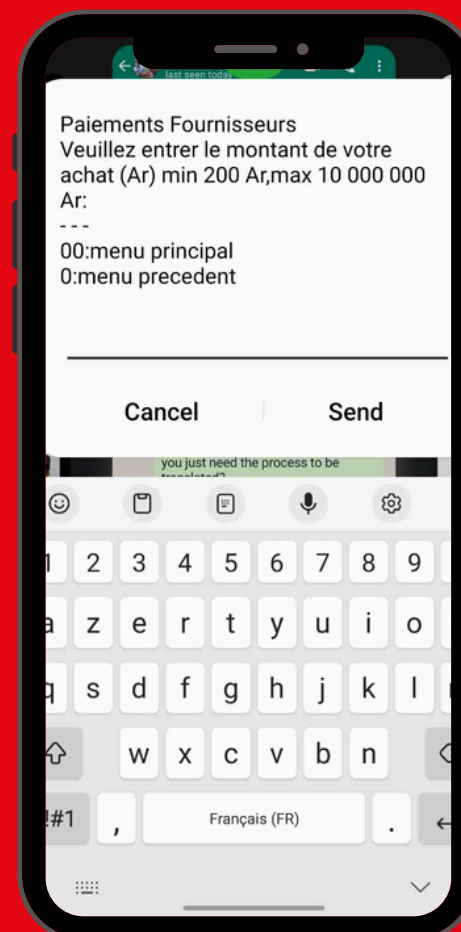 last seen today
Paiements Fournisseurs
Veuillez entrer le montant de votre
achat (Ar) min 200 Ar,max 10 000 000
Ar:
---
00:menu principal
0:menu precedent
Cancel Send
you just need the process to be
translated?
1 2 3 4 5 6 7 8 9
a z e r t y u i o
q s d f g h j k l
w x c v b n
!#1 , Français (FR) .